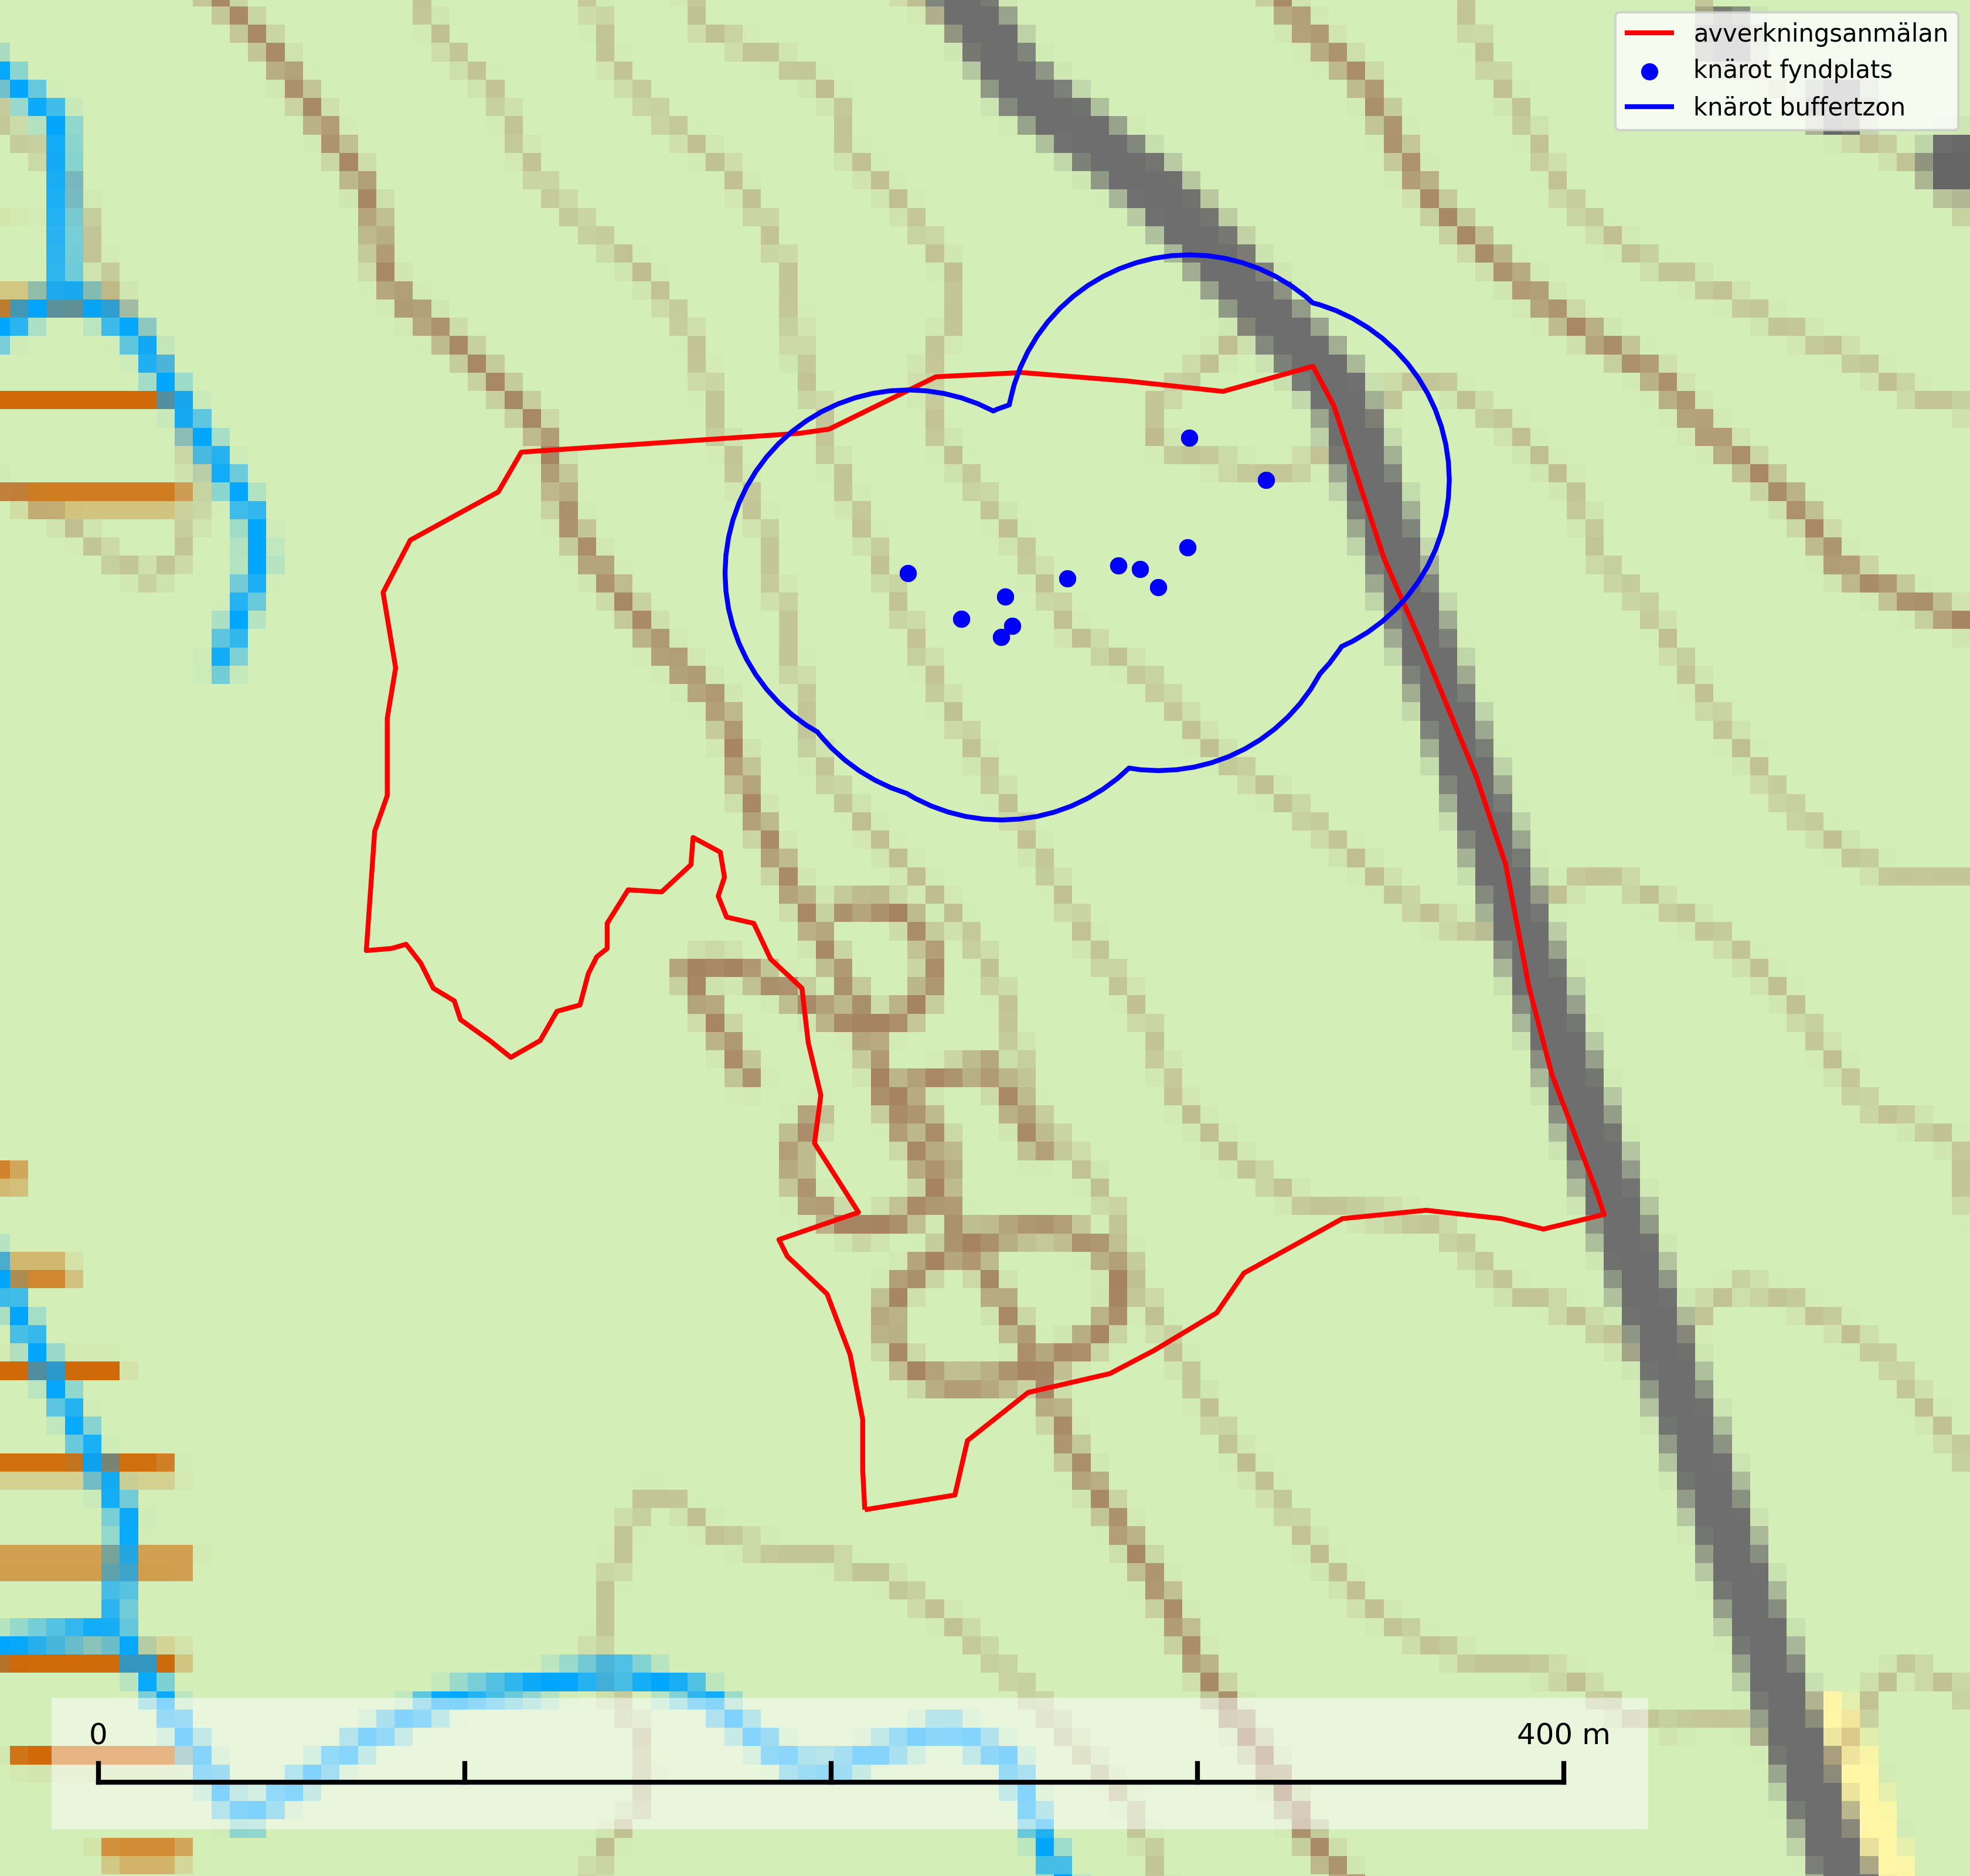 avverkningsanmälan
knärot fyndplats
knärot buffertzon
0
400 m